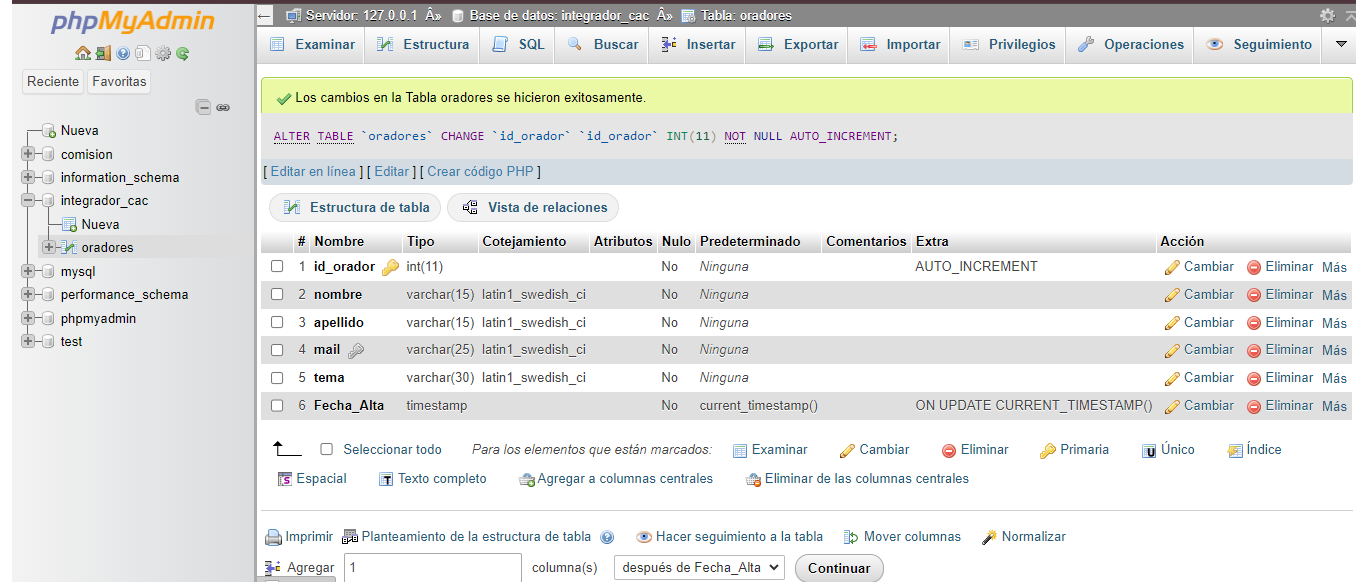 phpMyAdmin
Reciente Favoritas
Nueva
comision
information_schema
integrador_cac
Nueva
oradores
mysql
performance_schema
phpmyadmin
test
Servidor: 127.0.0.1 Â» Base de datos: integrador_cac Â» Tabla: oradores
Examinar Estructura SQL Buscar Insertar Exportar Importar Privilegios Operaciones Seguimiento
Los cambios en la Tabla oradores se hicieron exitosamente.
ALTER TABLE `oradores` CHANGE `id_orador` `id_orador` INT(11) NOT NULL AUTO_INCREMENT;
[ Editar en línea ] [ Editar ] [ Crear código PHP ]
Estructura de tabla Vista de relaciones
# Nombre Tipo Cotejamiento Atributos Nulo Predeterminado Comentarios Extra Acción
1 id_orador int(11) No Ninguna AUTO_INCREMENT Cambiar Eliminar Más
2 nombre varchar(15) latin1_swedish_ci No Ninguna Cambiar Eliminar Más
3 apellido varchar(15) latin1_swedish_ci No Ninguna Cambiar Eliminar Más
4 mail varchar(25) latin1_swedish_ci No Ninguna Cambiar Eliminar Más
5 tema varchar(30) latin1_swedish_ci No Ninguna Cambiar Eliminar Más
6 Fecha_Alta timestamp No current_timestamp() ON UPDATE CURRENT_TIMESTAMP() Cambiar Eliminar Más
Seleccionar todo Para los elementos que están marcados: Examinar Cambiar Eliminar Primaria Único Índice
Espacial Texto completo Agregar a columnas centrales Eliminar de las columnas centrales
Imprimir Planteamiento de la estructura de tabla Hacer seguimiento a la tabla Mover columnas Normalizar
Agregar 1 columna(s) después de Fecha_Alta Continuar